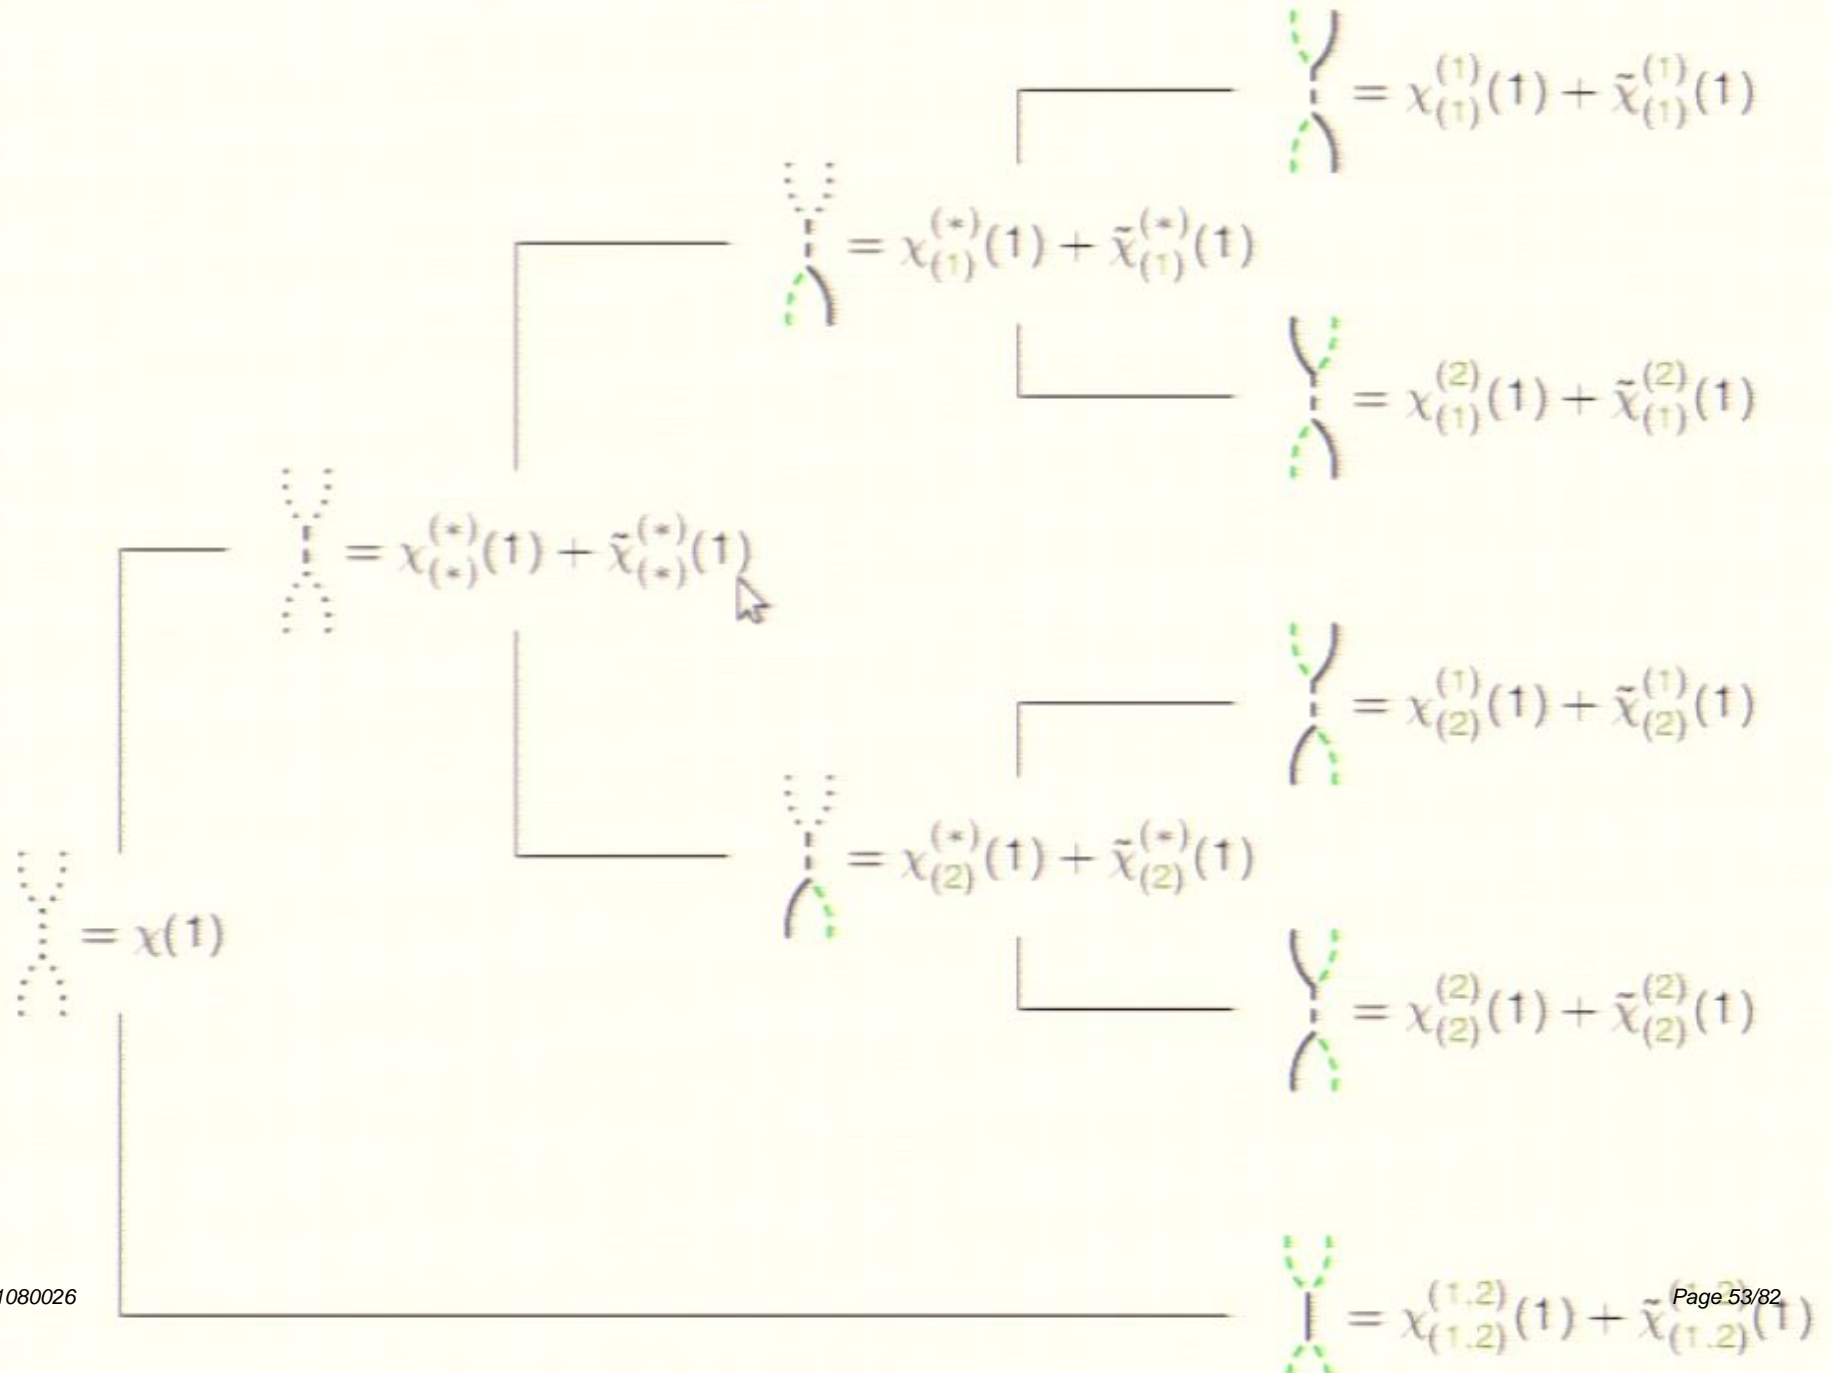 = χ^{(1)}_{(1)}(1) + χ̃^{(1)}_{(1)}(1)
= χ^{(*)}_{(1)}(1) + χ̃^{(*)}_{(1)}(1)
= χ^{(2)}_{(1)}(1) + χ̃^{(2)}_{(1)}(1)
= χ^{(*)}_{(*)}(1) + χ̃^{(*)}_{(*)}(1)
= χ^{(1)}_{(2)}(1) + χ̃^{(1)}_{(2)}(1)
= χ^{(*)}_{(2)}(1) + χ̃^{(*)}_{(2)}(1)
= χ(1)
= χ^{(2)}_{(2)}(1) + χ̃^{(2)}_{(2)}(1)
1080026
Page 53/82
= χ^{(1.2)}_{(1.2)}(1) + χ̃^{(1.2)}_{(1.2)}(1)